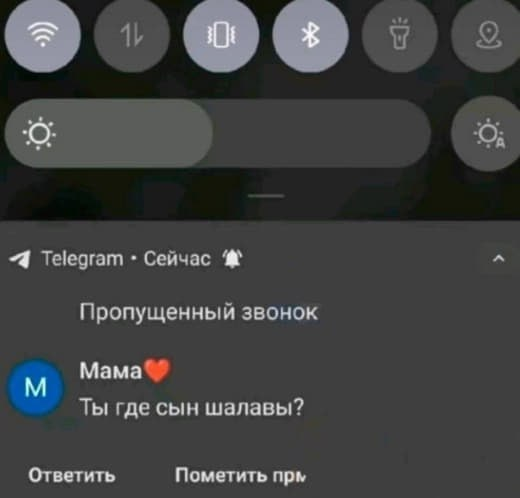 Telegram • Сейчас
Пропущенный звонок
М
Мама❤️
Ты где сын шалавы?
Ответить Пометить